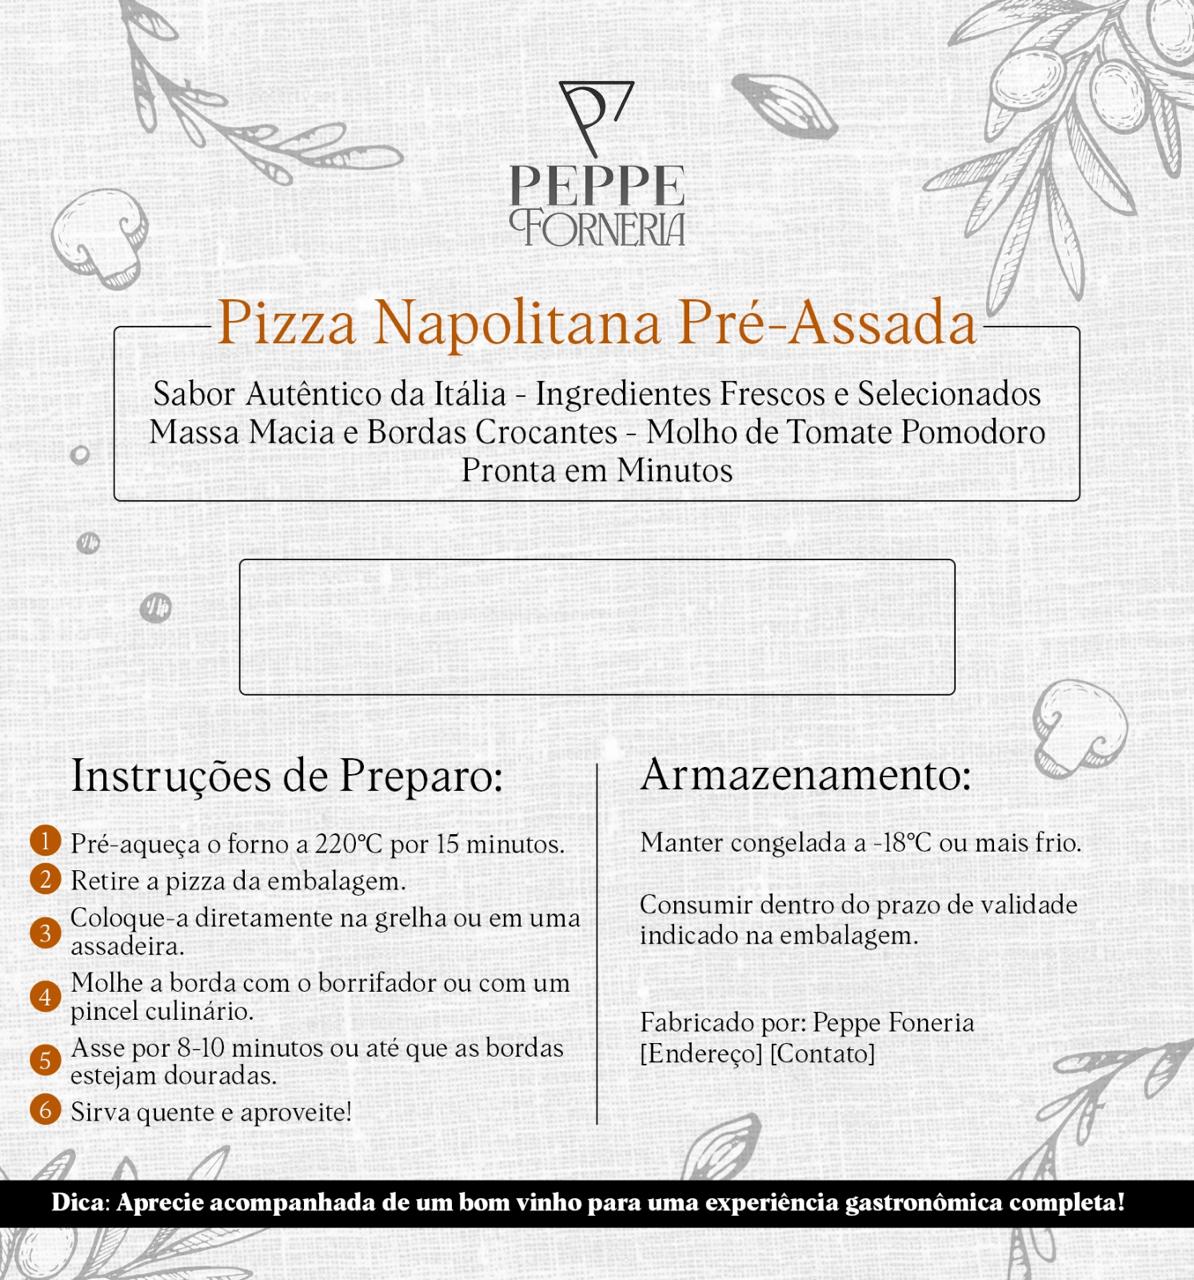 PEPPE
FORNERIA
Pizza Napolitana Pré-Assada
Sabor Autêntico da Itália - Ingredientes Frescos e Selecionados
Massa Macia e Bordas Crocantes - Molho de Tomate Pomodoro
Pronta em Minutos
Instruções de Preparo:
1 Pré-aqueça o forno a 220°C por 15 minutos.
2 Retire a pizza da embalagem.
3 Coloque-a diretamente na grelha ou em uma
assadeira.
4 Molhe a borda com o borrifador ou com um
pincel culinário.
5 Asse por 8-10 minutos ou até que as bordas
estejam douradas.
6 Sirva quente e aproveite!
Armazenamento:
Manter congelada a -18°C ou mais frio.
Consumir dentro do prazo de validade
indicado na embalagem.
Fabricado por: Peppe Foneria
[Endereço] [Contato]
Dica: Aprecie acompanhada de um bom vinho para uma experiência gastronômica completa!